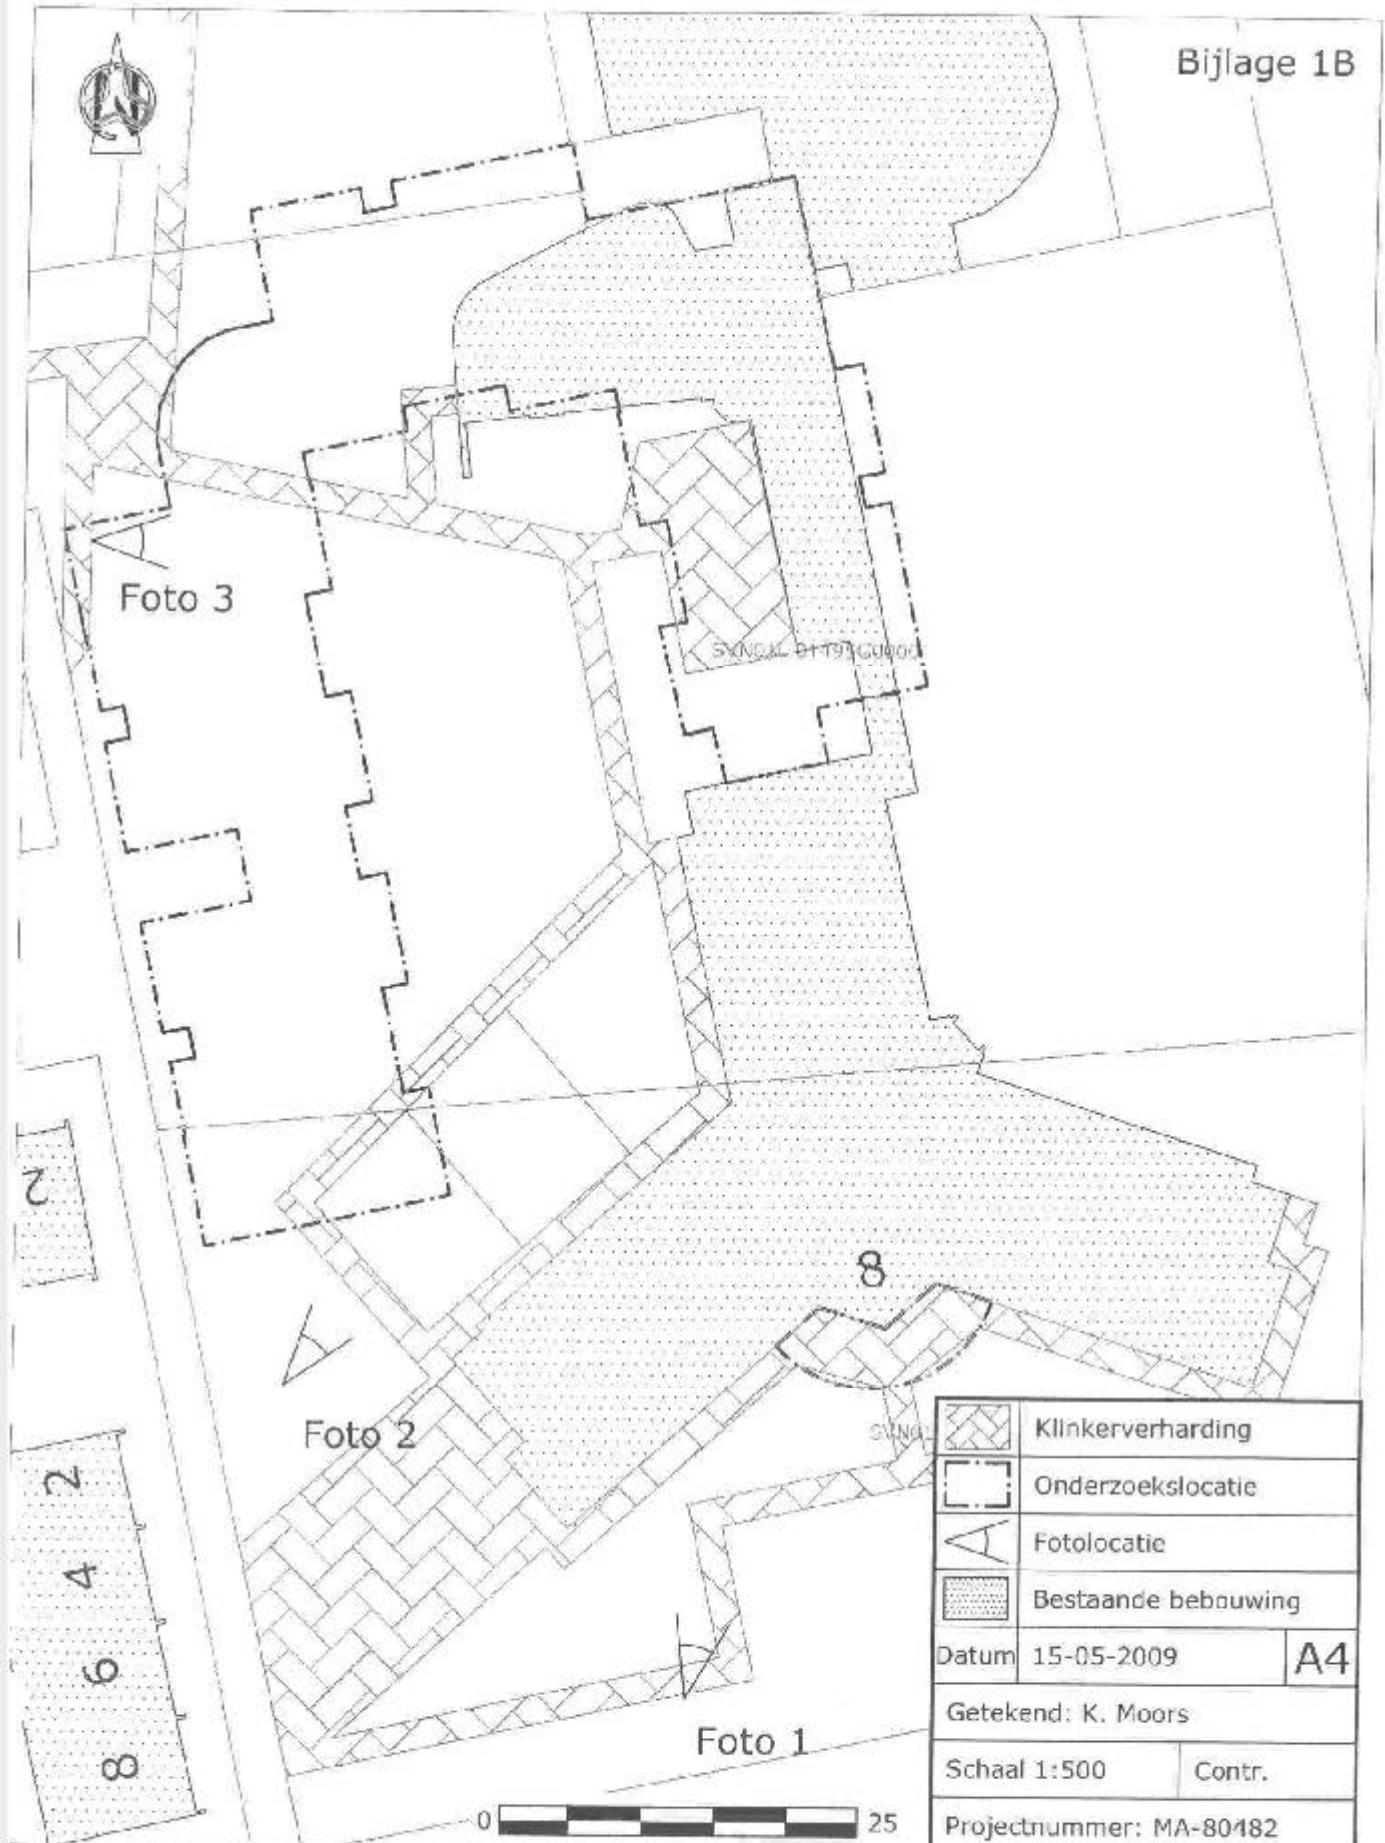 Bijlage 1B
Foto 3
2
8
Foto 2
2
4
6
8
Foto 1
Klinkerverharding
Onderzoekslocatie
Fotolocatie
Bestaande bebouwing
Datum 15-05-2009 A4
Getekend: K. Moors
Schaal 1:500 Contr.
Projectnummer: MA-80482
0 25